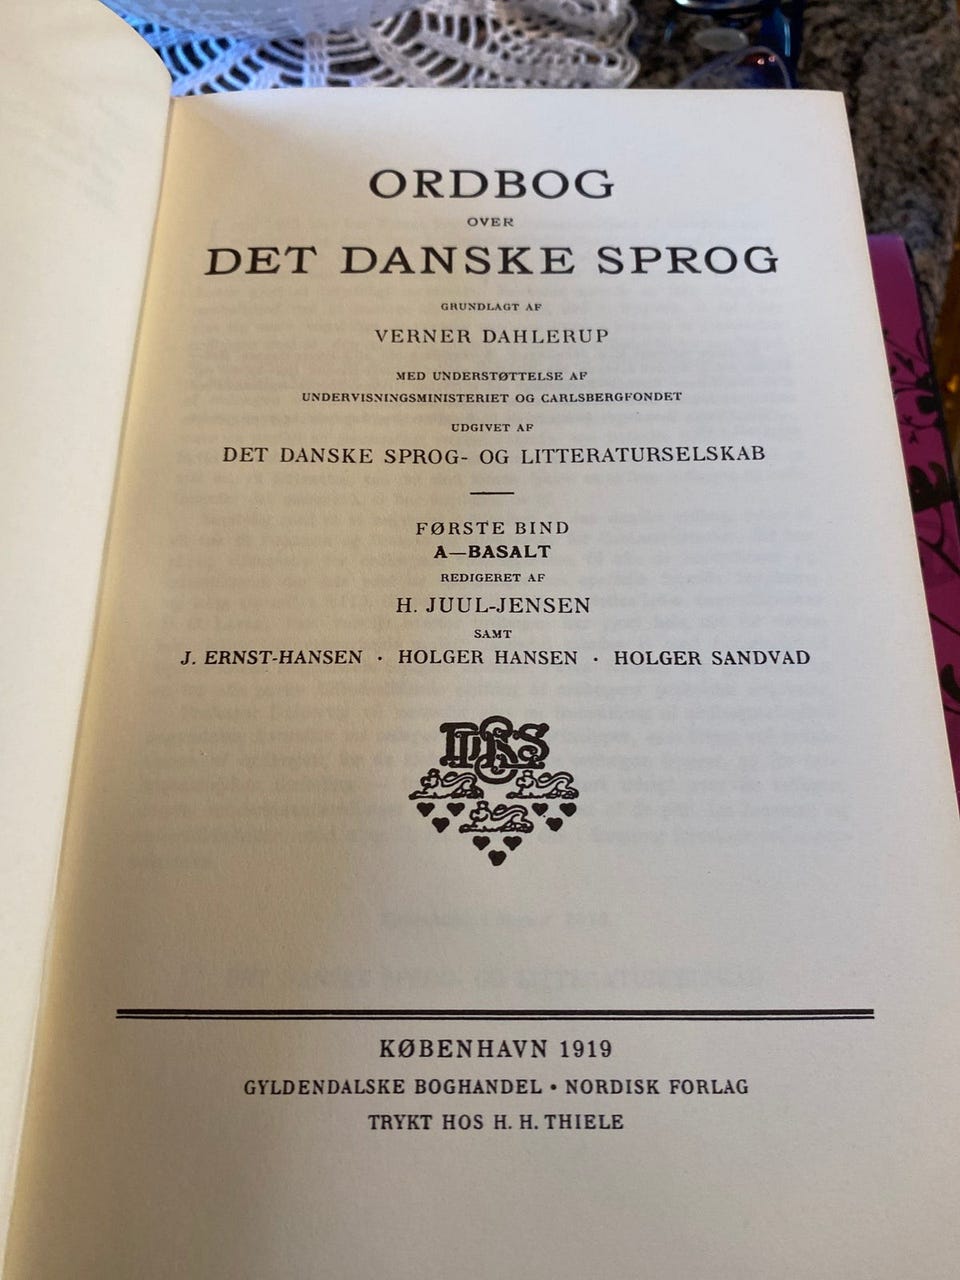 ORDBOG
OVER
DET DANSKE SPROG
GRUNDLAGT AF
VERNER DAHLERUP
MED UNDERSTØTTELSE AF
UNDERVISNINGSMINISTERIET OG CARLSBERGFONDET
UDGIVET AF
DET DANSKE SPROG- OG LITTERATURSELSKAB
FØRSTE BIND
A—BASALT
REDIGERET AF
H. JUUL-JENSEN
SAMT
J. ERNST-HANSEN · HOLGER HANSEN · HOLGER SANDVAD
KØBENHAVN 1919
GYLDENDALSKE BOGHANDEL • NORDISK FORLAG
TRYKT HOS H. H. THIELE